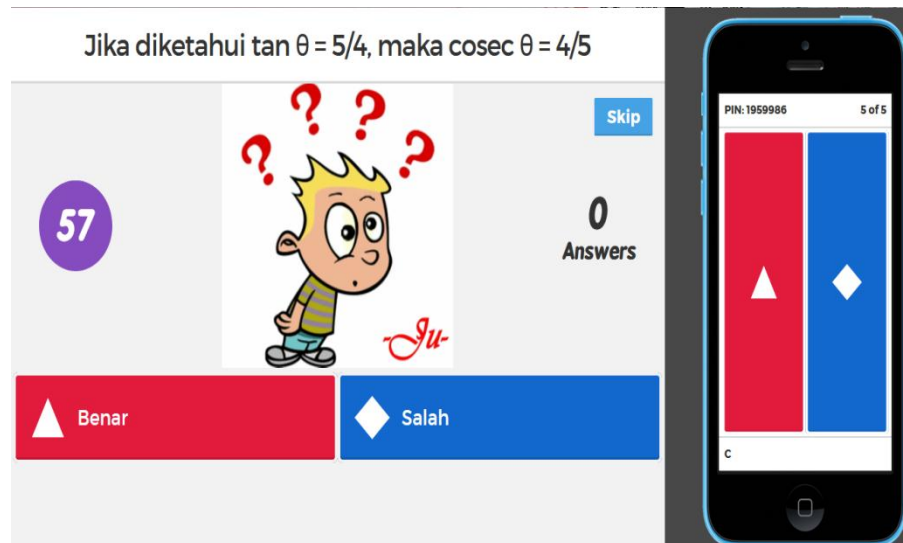 Jika diketahui tan θ = 5/4, maka cosec θ = 4/5
? ? ? ?
Skip
57
0
Answers
-Ju-
Benar
Salah
PIN: 1959986 5 of 5
C